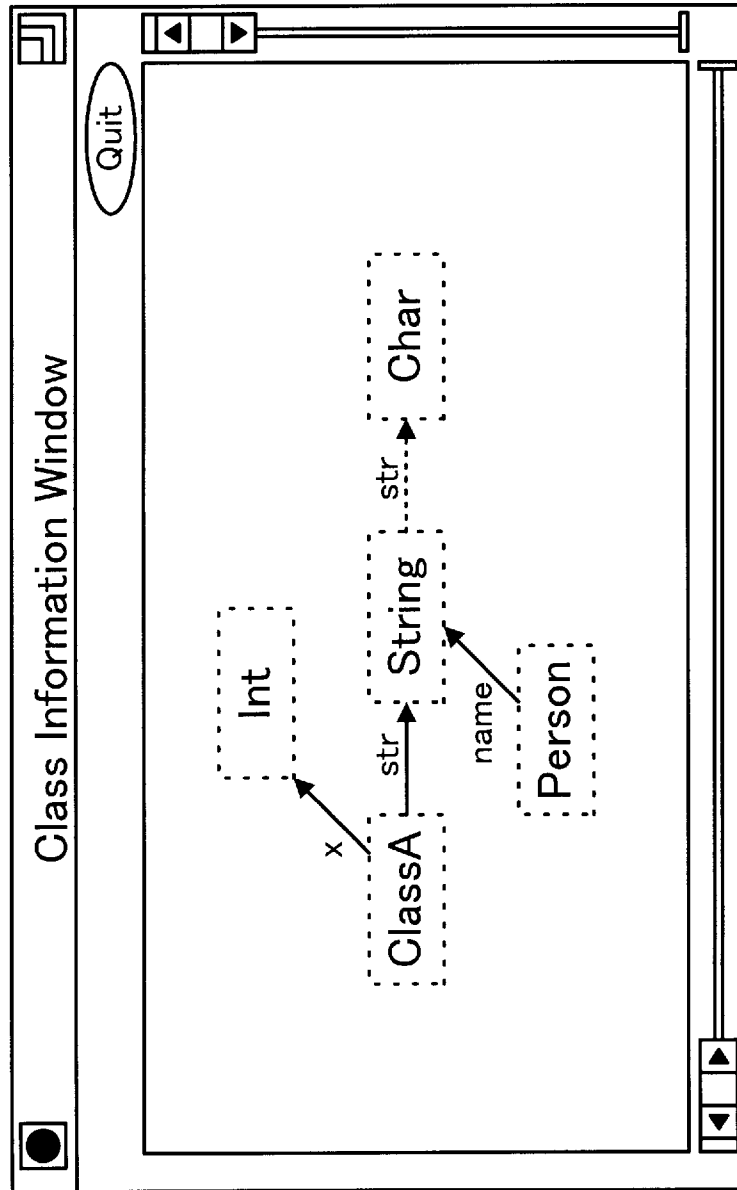 Class Information Window
Quit
Int
x
ClassA
str
String
str
Char
name
Person